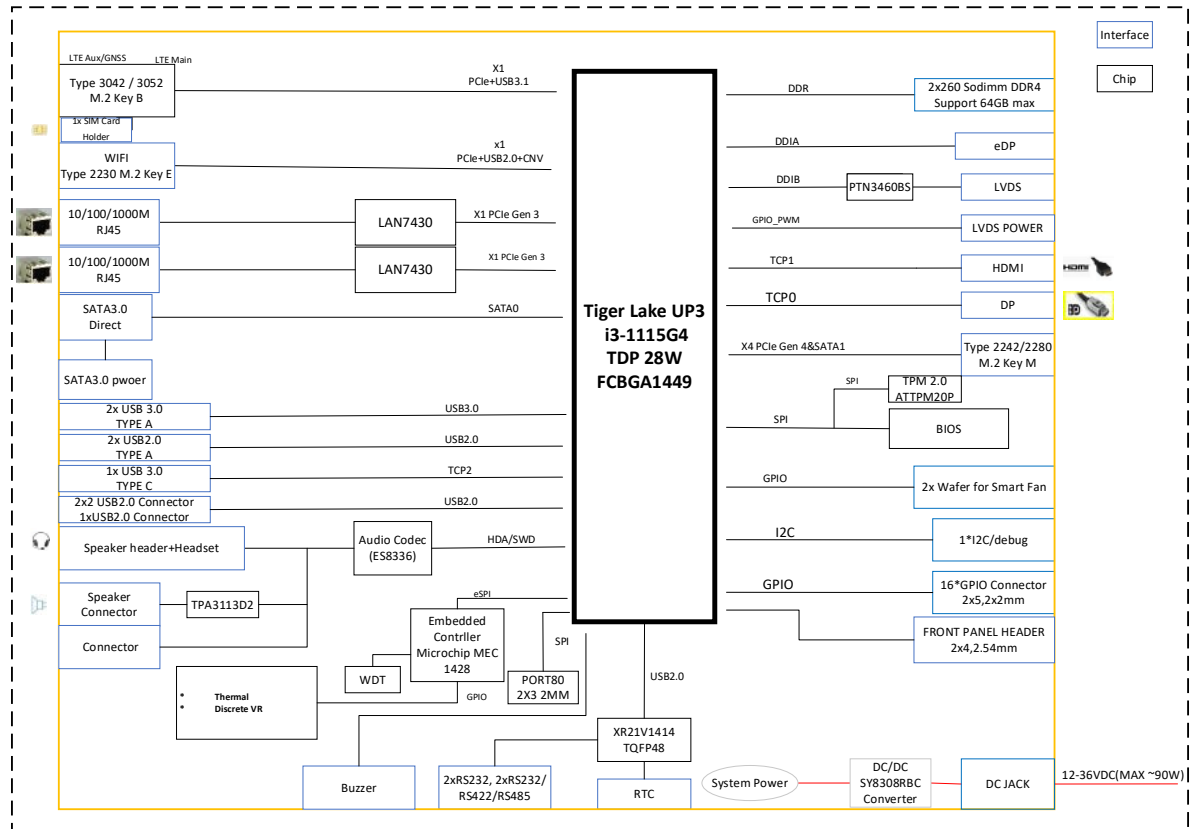 Interface
Chip
LTE Aux/GNSS
LTE Main
Type 3042 / 3052
M.2 Key B
X1
PCIe+USB3.1
1x SIM Card
Holder
WIFI
Type 2230 M.2 Key E
x1
PCIe+USB2.0+CNV
10/100/1000M
RJ45
LAN7430
X1 PCIe Gen 3
10/100/1000M
RJ45
LAN7430
X1 PCIe Gen 3
SATA3.0
Direct
SATA0
SATA3.0 pwoer
2x USB 3.0
TYPE A
USB3.0
2x USB2.0
TYPE A
USB2.0
1x USB 3.0
TYPE C
TCP2
2x2 USB2.0 Connector
1xUSB2.0 Connector
USB2.0
Speaker header+Headset
Audio Codec
(ES8336)
HDA/SWD
Speaker
Connector
TPA3113D2
Connector
eSPI
Embedded
Contrller
Microchip MEC
1428
WDT
GPIO
SPI
PORT80
2X3 2MM
* Thermal
* Discrete VR
Buzzer
2xRS232, 2xRS232/
RS422/RS485
USB2.0
XR21V1414
TQFP48
RTC
Tiger Lake UP3
i3-1115G4
TDP 28W
FCBGA1449
DDR
2x260 Sodimm DDR4
Support 64GB max
DDIA
eDP
DDIB
PTN3460BS
LVDS
GPIO_PWM
LVDS POWER
TCP1
HDMI
HDMI
TCP0
DP
X4 PCIe Gen 4&SATA1
Type 2242/2280
M.2 Key M
SPI
TPM 2.0
ATTPM20P
SPI
BIOS
GPIO
2x Wafer for Smart Fan
I2C
1*I2C/debug
GPIO
16*GPIO Connector
2x5,2x2mm
FRONT PANEL HEADER
2x4,2.54mm
System Power
DC/DC
SY8308RBC
Converter
DC JACK
12-36VDC(MAX ~90W)